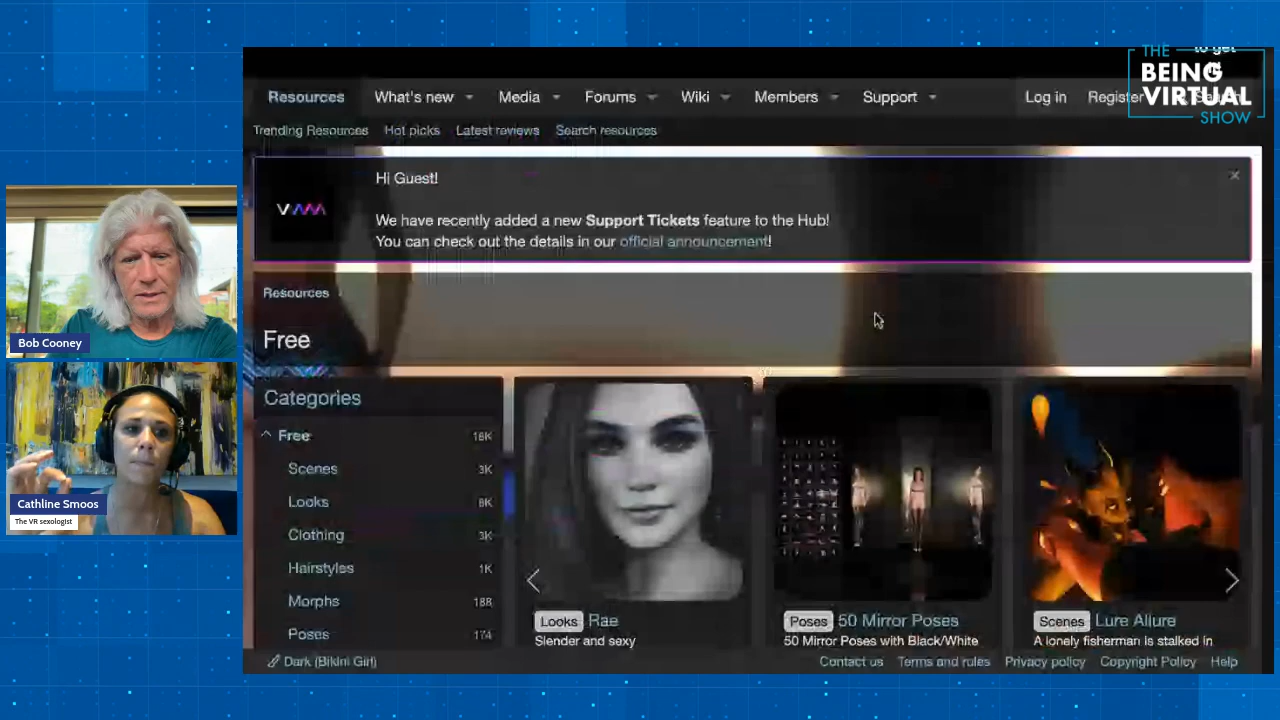 THE
BEING
VIRTUAL
SHOW
to get
Resources What's new Media Forums Wiki Members Support Log in Register
Trending Resources Hot picks Latest reviews Search resources
Hi Guest!
We have recently added a new Support Tickets feature to the Hub!
You can check out the details in our official announcement!
Resources
Free
Categories
Free 18K
Scenes 3K
Looks 8K
Clothing 3K
Hairstyles 1K
Morphs 188
Poses 174
Looks Rae
Slender and sexy
Poses 50 Mirror Poses
50 Mirror Poses with Black/White
Scenes Lure Allure
A lonely fisherman is stalked in
Dark (Bikini Girl)
Contact us Terms and rules Privacy policy Copyright Policy Help
Bob Cooney
Cathline Smoos
The VR sexologist